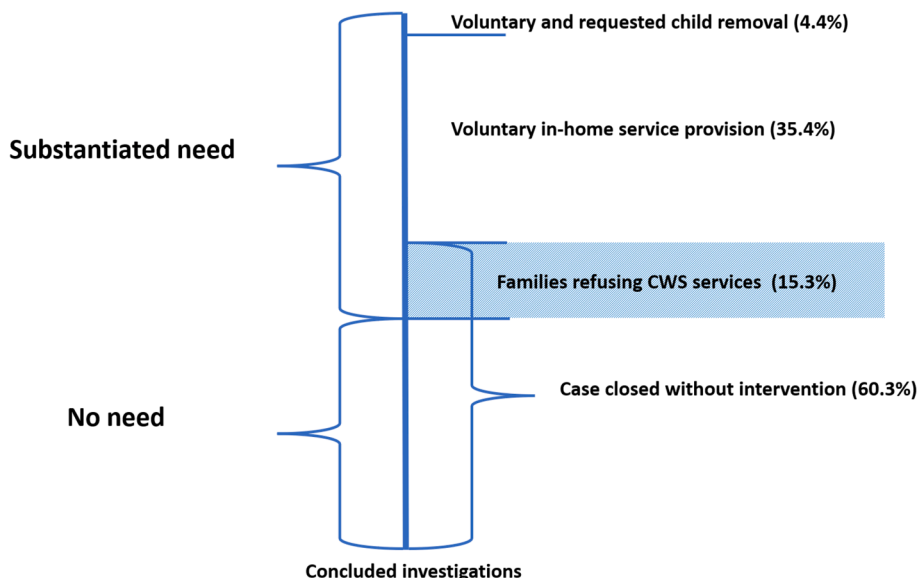 Voluntary and requested child removal (4.4%)
Voluntary in-home service provision (35.4%)
Substantiated need
Families refusing CWS services (15.3%)
Case closed without intervention (60.3%)
No need
Concluded investigations